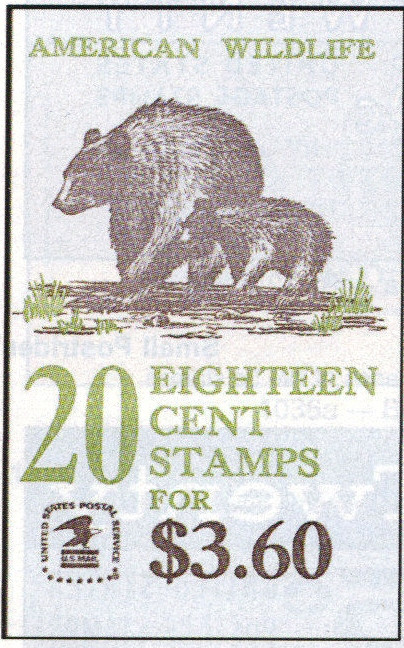 AMERICAN WILDLIFE
20
EIGHTEEN
CENT
STAMPS
FOR
$3.60
UNITED STATES POSTAL SERVICE
U.S. MAIL